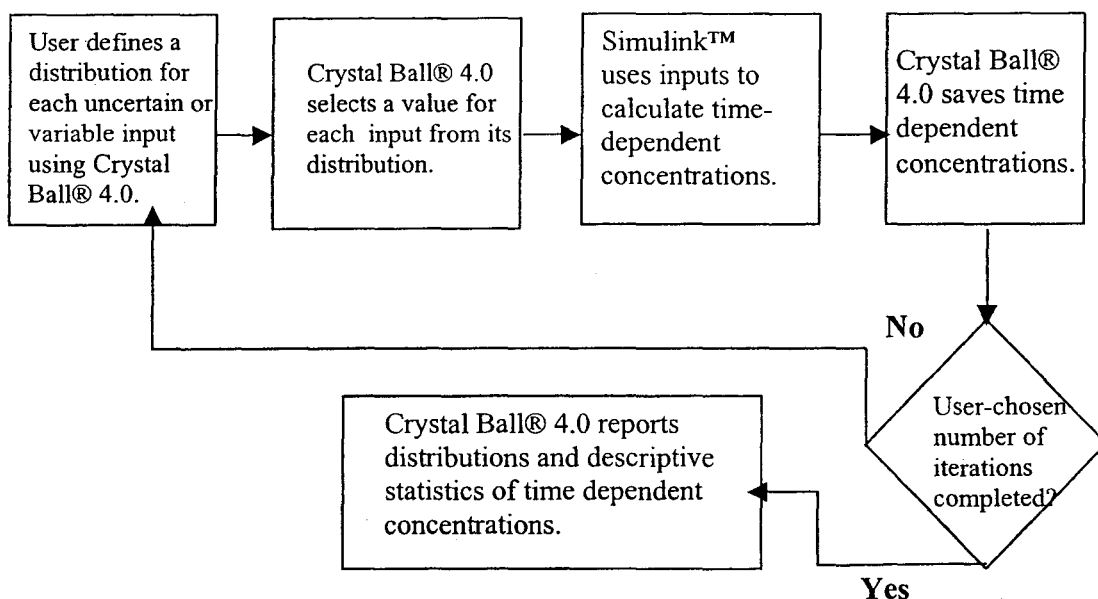 User defines a
distribution for
each uncertain or
variable input
using Crystal
Ball® 4.0.
Crystal Ball® 4.0
selects a value for
each input from its
distribution.
Simulink™
uses inputs to
calculate time-
dependent
concentrations.
Crystal Ball®
4.0 saves time
dependent
concentrations.
No
User-chosen
number of
iterations
completed?
Crystal Ball® 4.0 reports
distributions and descriptive
statistics of time dependent
concentrations.
Yes